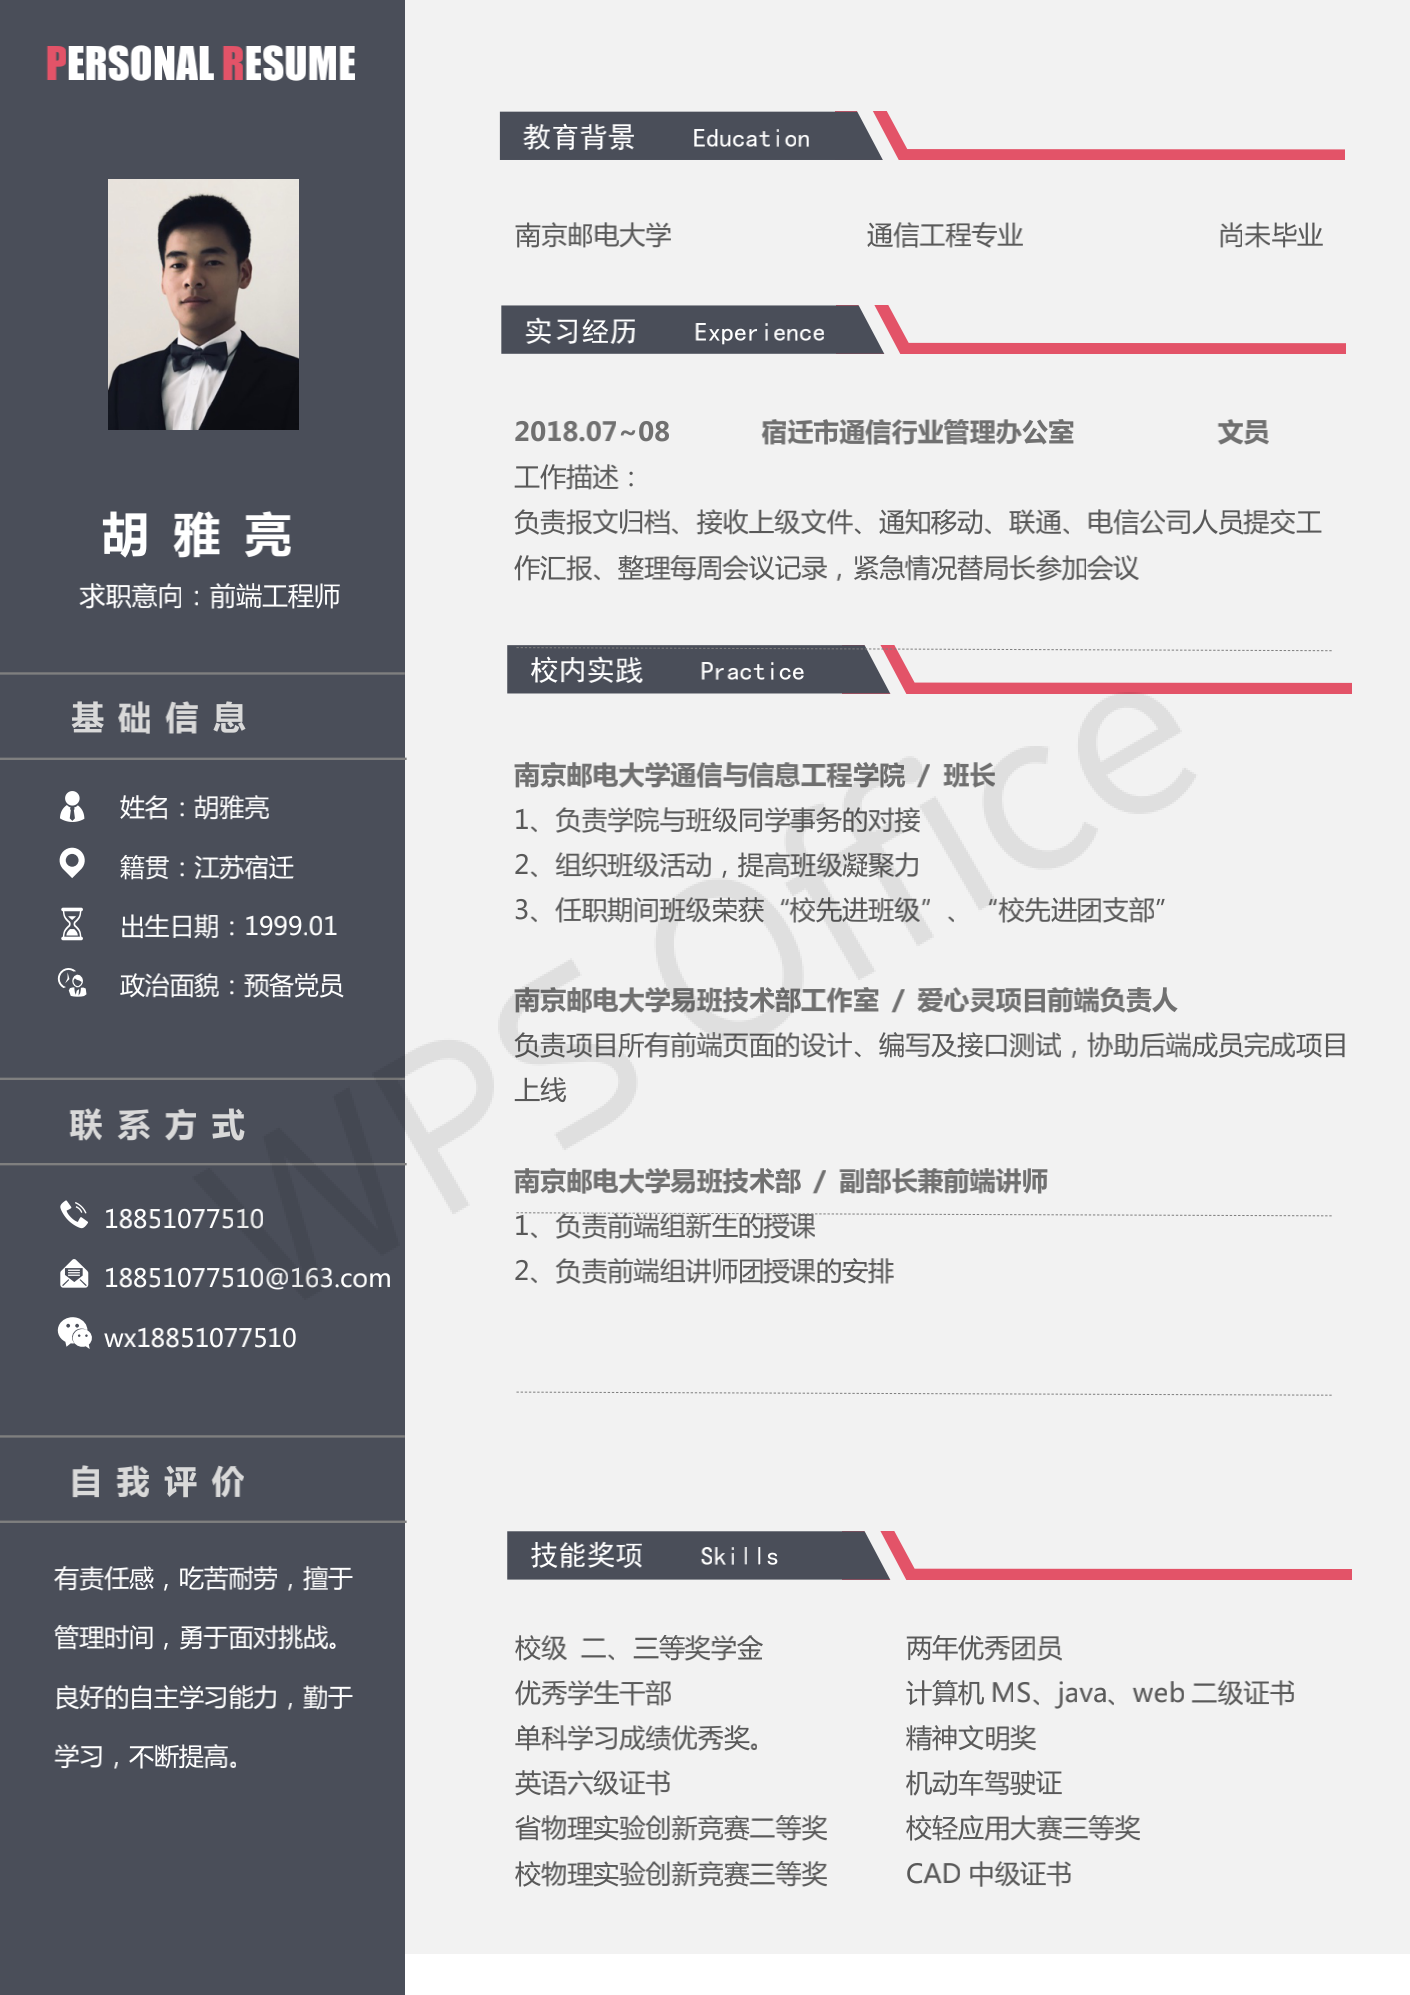 PERSONAL RESUME
胡雅亮
求职意向：前端工程师
基础信息
姓名：胡雅亮
籍贯：江苏宿迁
出生日期：1999.01
政治面貌：预备党员
联系方式
18851077510
18851077510@163.com
wx18851077510
自我评价
有责任感，吃苦耐劳，擅于
管理时间，勇于面对挑战。
良好的自主学习能力，勤于
学习，不断提高。
教育背景 Education
南京邮电大学 通信工程专业 尚未毕业
实习经历 Experience
2018.07~08 宿迁市通信行业管理办公室 文员
工作描述：
负责报文归档、接收上级文件、通知移动、联通、电信公司人员提交工
作汇报、整理每周会议记录，紧急情况替局长参加会议
校内实践 Practice
南京邮电大学通信与信息工程学院 / 班长
1、负责学院与班级同学事务的对接
2、组织班级活动，提高班级凝聚力
3、任职期间班级荣获“校先进班级”、“校先进团支部”
南京邮电大学易班技术部工作室 / 爱心灵项目前端负责人
负责项目所有前端页面的设计、编写及接口测试，协助后端成员完成项目
上线
南京邮电大学易班技术部 / 副部长兼前端讲师
1、负责前端组新生的授课
2、负责前端组讲师团授课的安排
技能奖项 Skills
校级 二、三等奖学金 两年优秀团员
优秀学生干部 计算机 MS、java、web 二级证书
单科学习成绩优秀奖。 精神文明奖
英语六级证书 机动车驾驶证
省物理实验创新竞赛二等奖 校轻应用大赛三等奖
校物理实验创新竞赛三等奖 CAD 中级证书
WPS Office